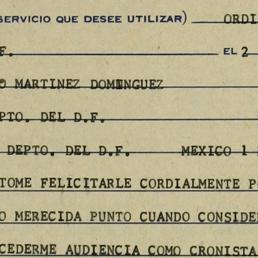 SERVICIO QUE DESEE UTILIZAR) ORDI
F. EL 2
O MARTINEZ DOMINGUEZ
PTO. DEL D.F.
DEPTO. DEL D.F. MEXICO 1
TOME FELICITARLE CORDIALMENTE P
O MERECIDA PUNTO CUANDO CONSIDE
CEDERME AUDIENCIA COMO CRONISTA